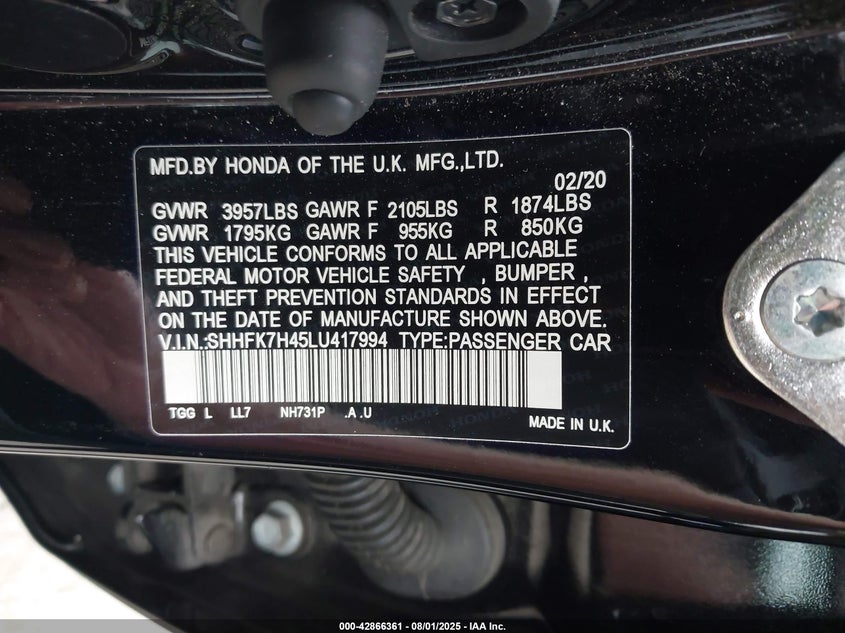 MFD.BY HONDA OF THE U.K. MFG.,LTD.
02/'20
GVWR 3957LBS GAWR F 2105LBS R 1874LBS
GVWR 1795KG GAWR F 955KG R 850KG
THIS VEHICLE CONFORMS TO ALL APPLICABLE
FEDERAL MOTOR VEHICLE SAFETY , BUMPER ,
AND THEFT PREVENTION STANDARDS IN EFFECT
ON THE DATE OF MANUFACTURE SHOWN ABOVE.
V.I.N.:SHHFK7H45LU417994 TYPE:PASSENGER CAR
TGG L LL7 NH731P .A .U
MADE IN U.K.
000-42866361 | 08/01/2025 - IAA Inc.